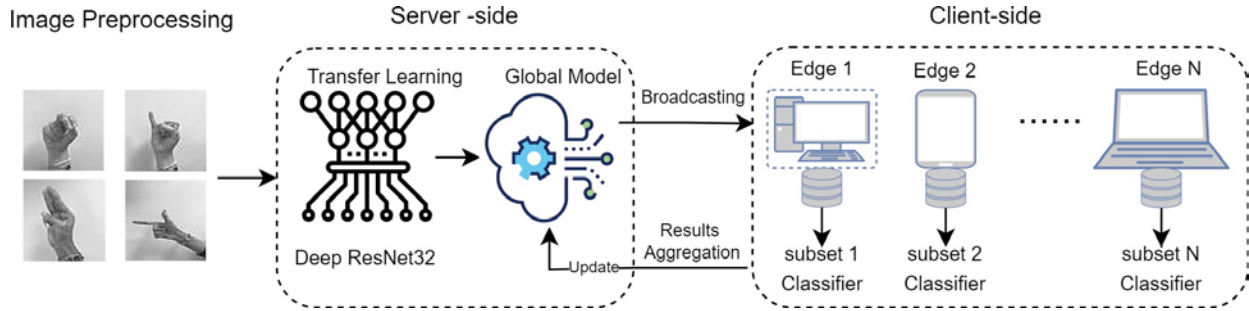 Image Preprocessing
Server -side
Client-side
Transfer Learning
Global Model
Deep ResNet32
Broadcasting
Results
Aggregation
Update
Edge 1
Edge 2
Edge N
subset 1
Classifier
subset 2
Classifier
subset N
Classifier